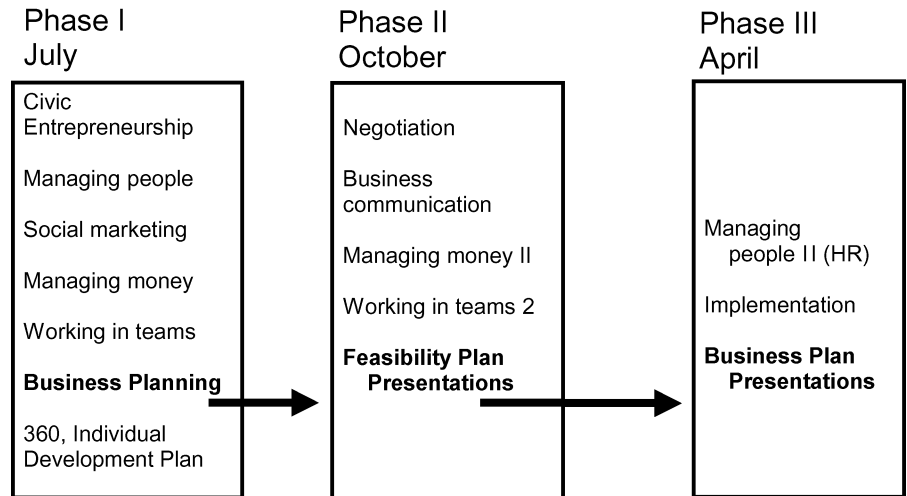 Phase I
July
Civic
Entrepreneurship
Managing people
Social marketing
Managing money
Working in teams
Business Planning
360, Individual
Development Plan
Phase II
October
Negotiation
Business
communication
Managing money II
Working in teams 2
Feasibility Plan
Presentations
Phase III
April
Managing
people II (HR)
Implementation
Business Plan
Presentations